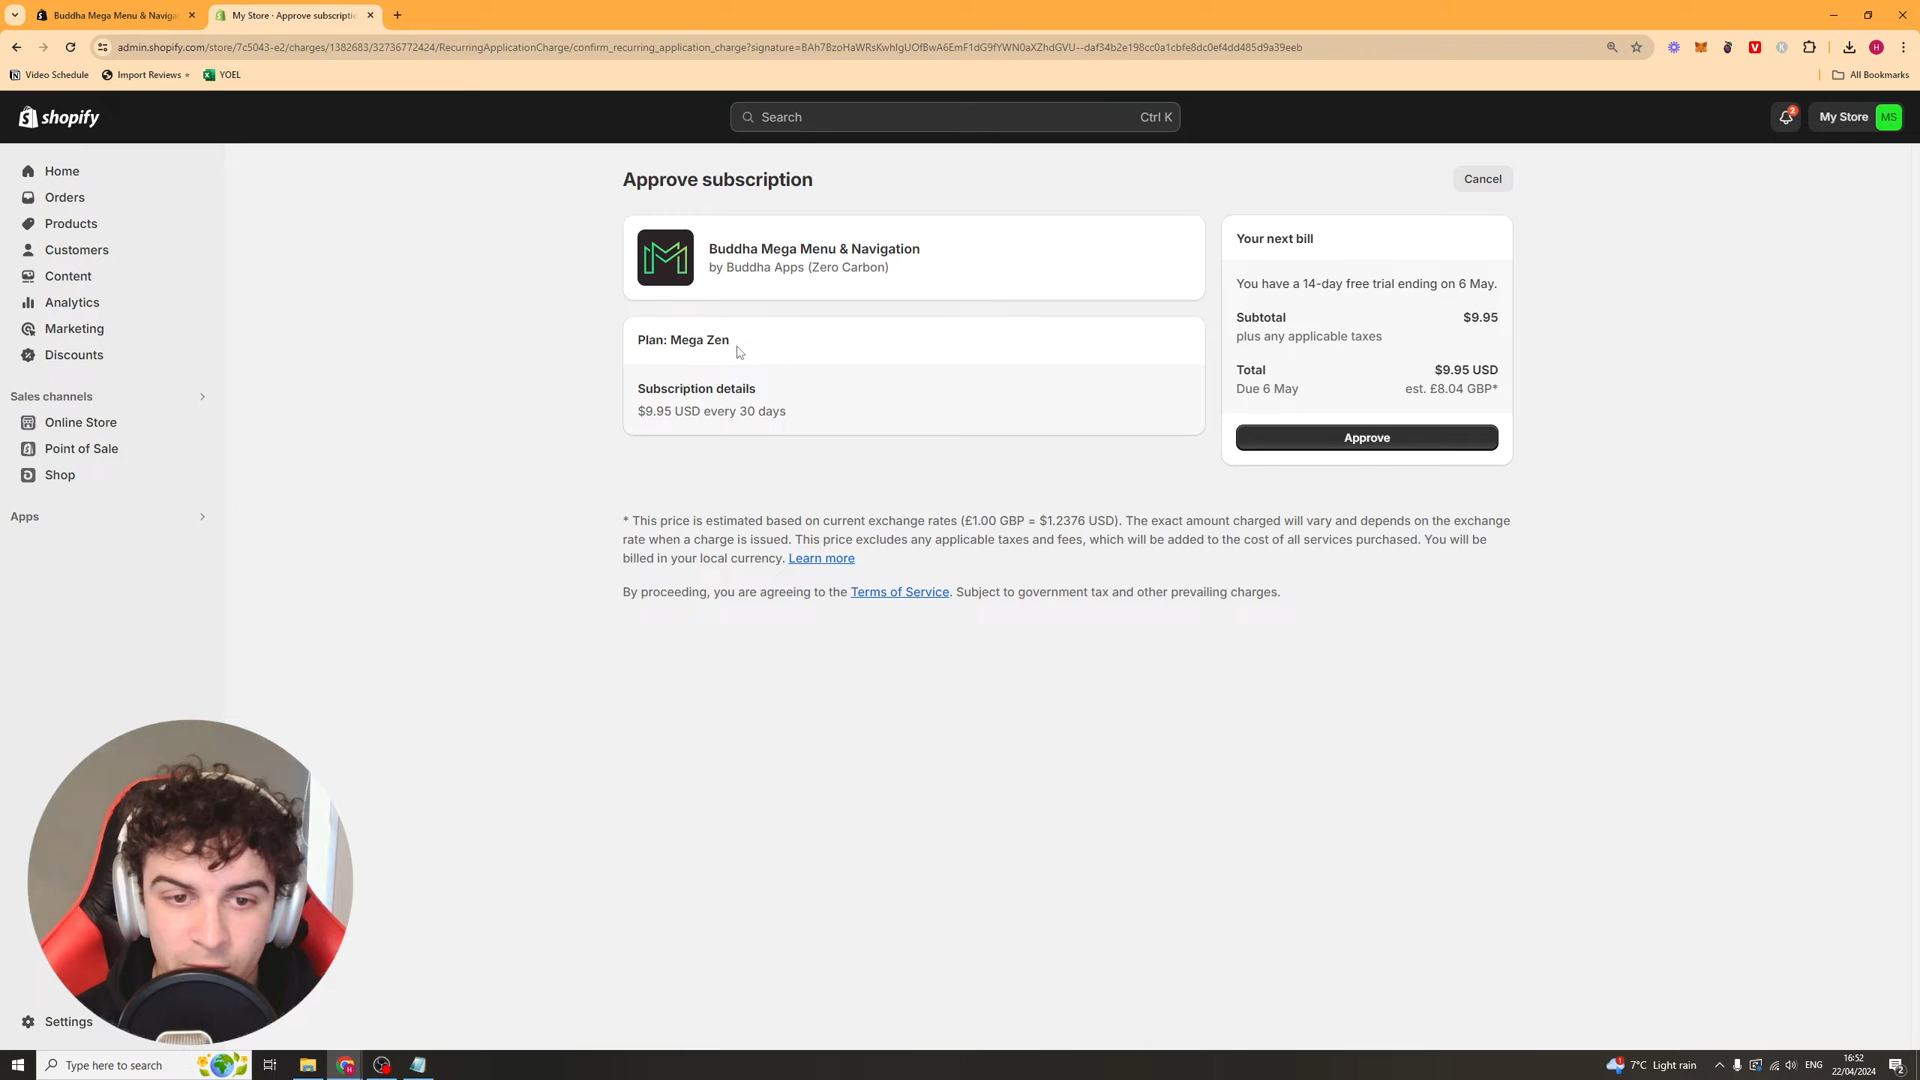 Buddha Mega Menu & Naviga
My Store · Approve subscriptio
admin.shopify.com/store/7c5043-e2/charges/1382683/32736772424/RecurringApplicationCharge/confirm_recurring_application_charge?signature=BAh7BzoHaWRsKwhIgUOfBwA6EmF1dG9fYWN0aXZhdGVU--daf34b2e198cc0a1cbfe8dc0ef4dd485d9a39eeb
Video Schedule
Import Reviews
YOEL
All Bookmarks
shopify
Search
Ctrl K
2
My Store
MS
Home
Orders
Products
Customers
Content
Analytics
Marketing
Discounts
Sales channels
Online Store
Point of Sale
Shop
Apps
Settings
Approve subscription
Cancel
Buddha Mega Menu & Navigation
by Buddha Apps (Zero Carbon)
Plan: Mega Zen
Subscription details
$9.95 USD every 30 days
Your next bill
You have a 14-day free trial ending on 6 May.
Subtotal $9.95
plus any applicable taxes
Total $9.95 USD
Due 6 May est. £8.04 GBP*
Approve
* This price is estimated based on current exchange rates (£1.00 GBP = $1.2376 USD). The exact amount charged will vary and depends on the exchange
rate when a charge is issued. This price excludes any applicable taxes and fees, which will be added to the cost of all services purchased. You will be
billed in your local currency. Learn more
By proceeding, you are agreeing to the Terms of Service. Subject to government tax and other prevailing charges.
Type here to search
7°C Light rain
ENG
16:52
22/04/2024